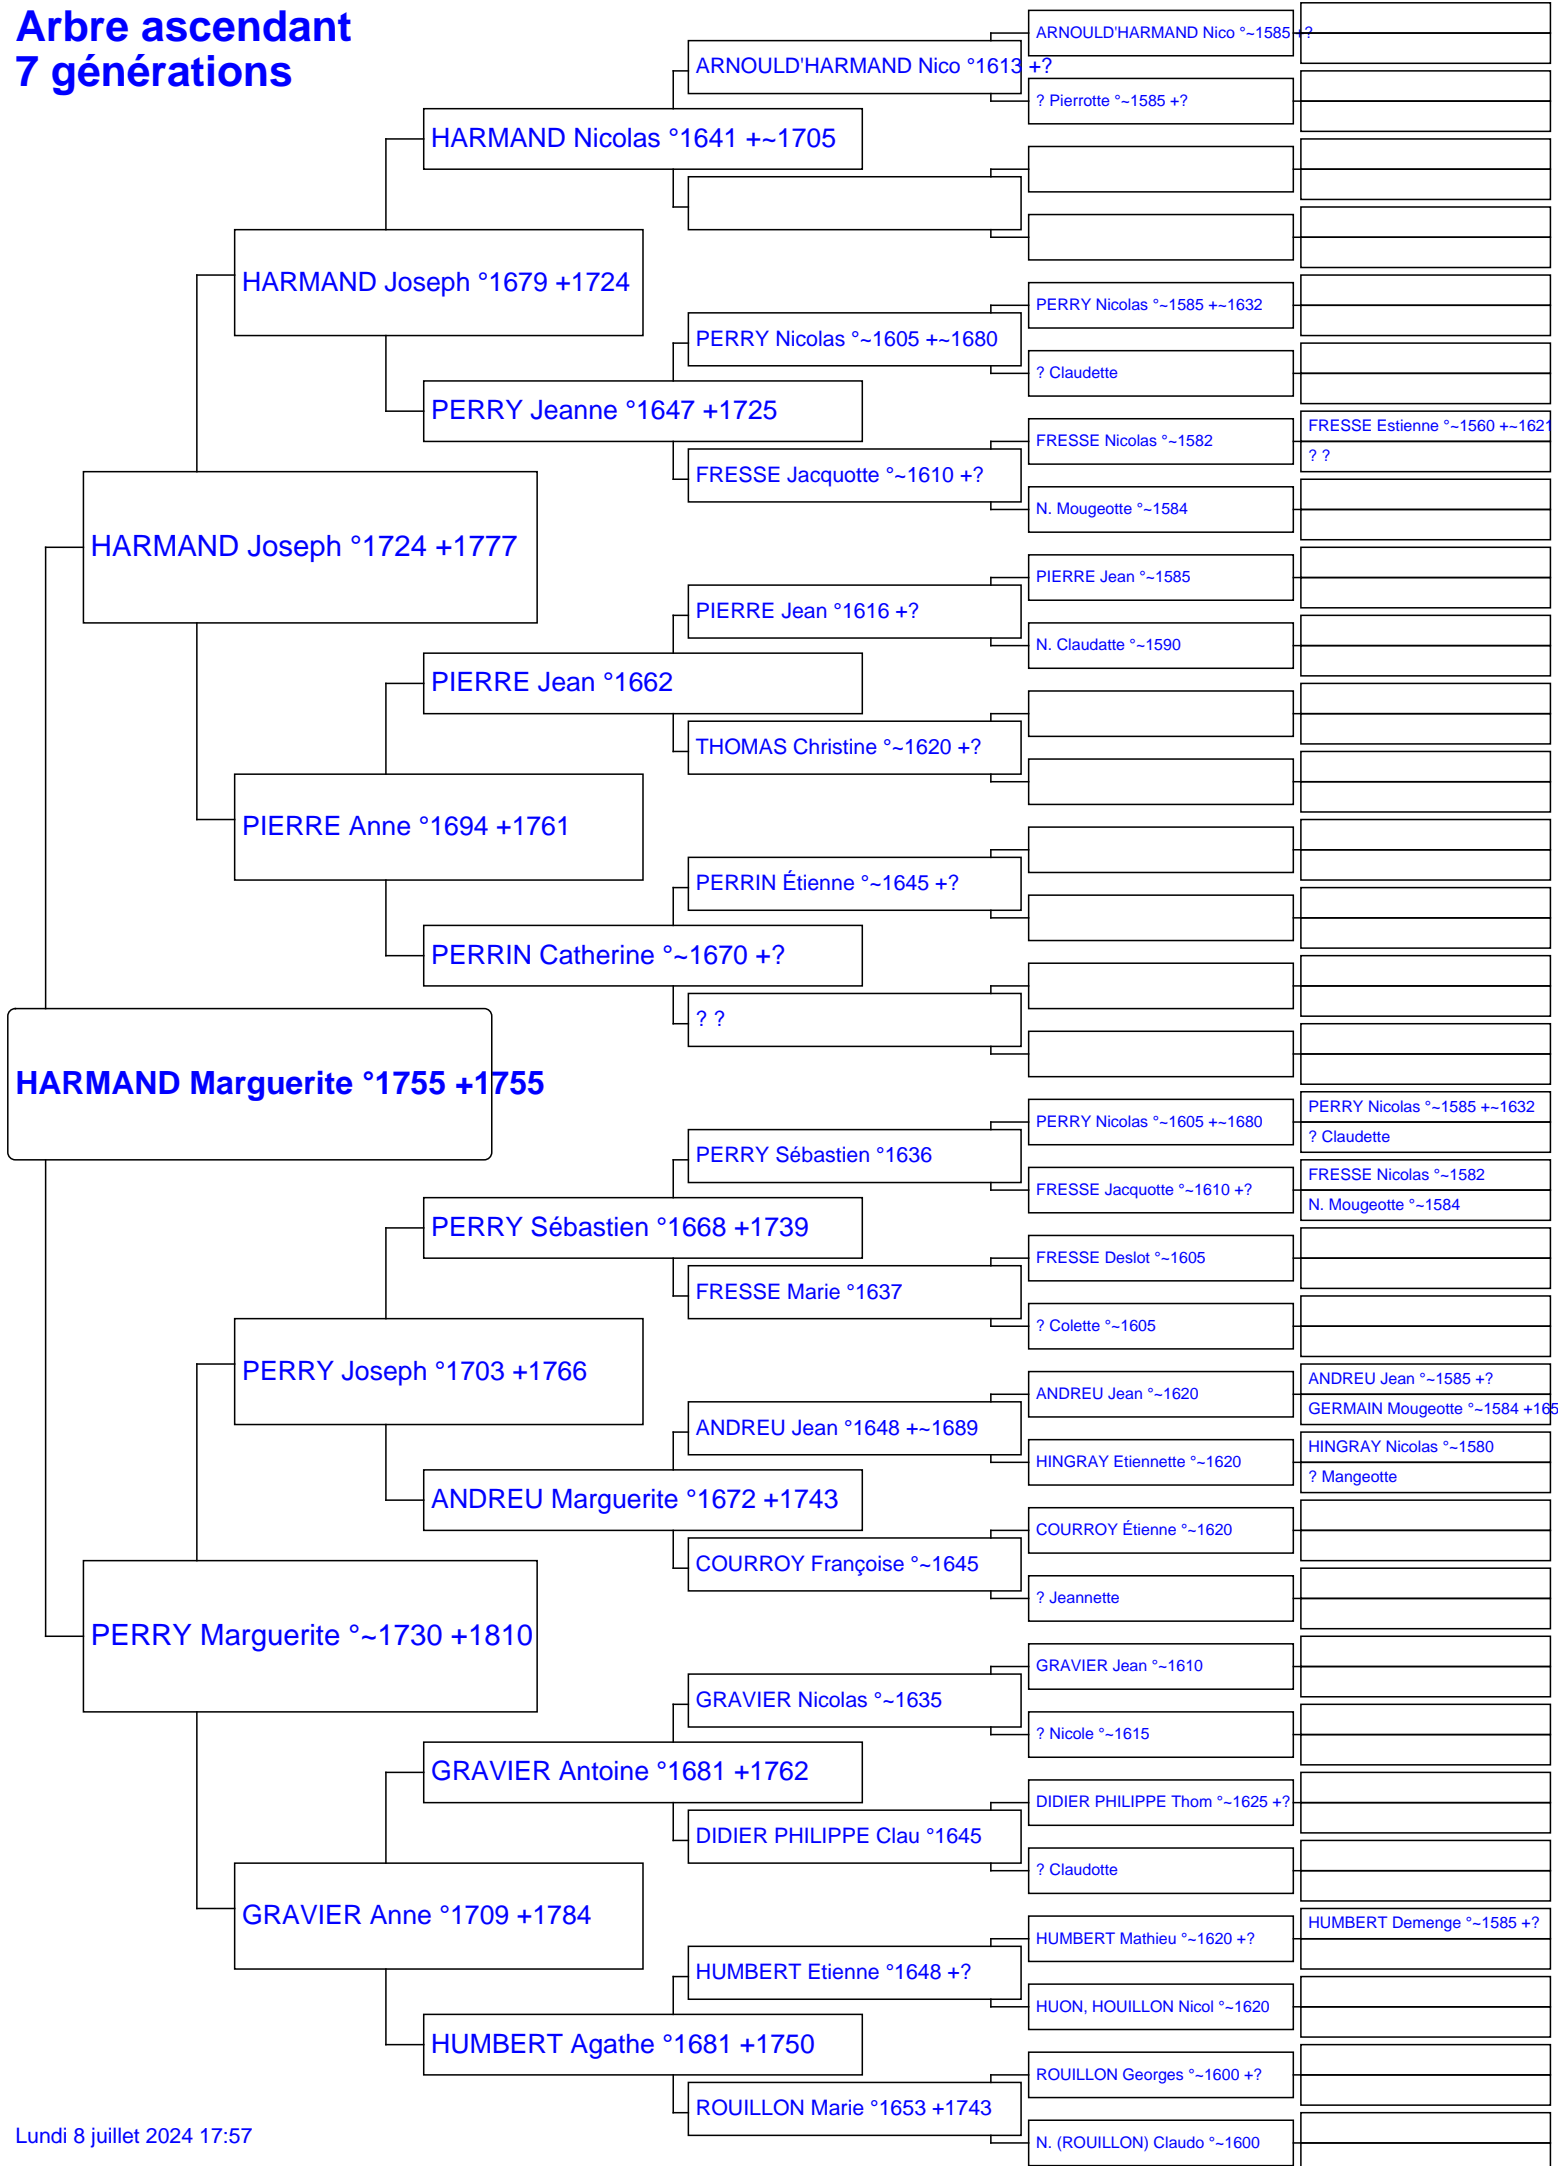 Arbre ascendant
7 générations
HARMAND Marguerite °1755 +1755
HARMAND Joseph °1724 +1777
PERRY Marguerite °~1730 +1810
HARMAND Joseph °1679 +1724
PIERRE Anne °1694 +1761
PERRY Joseph °1703 +1766
GRAVIER Anne °1709 +1784
HARMAND Nicolas °1641 +~1705
PERRY Jeanne °1647 +1725
PIERRE Jean °1662
PERRIN Catherine °~1670 +?
PERRY Sébastien °1668 +1739
ANDREU Marguerite °1672 +1743
GRAVIER Antoine °1681 +1762
HUMBERT Agathe °1681 +1750
ARNOULD'HARMAND Nico °1613 +?
PERRY Nicolas °~1605 +~1680
FRESSE Jacquotte °~1610 +?
PIERRE Jean °1616 +?
THOMAS Christine °~1620 +?
PERRIN Étienne °~1645 +?
? ?
PERRY Sébastien °1636
FRESSE Marie °1637
ANDREU Jean °1648 +~1689
COURROY Françoise °~1645
GRAVIER Nicolas °~1635
DIDIER PHILIPPE Clau °1645
HUMBERT Etienne °1648 +?
ROUILLON Marie °1653 +1743
ARNOULD'HARMAND Nico °~1585 +?
? Pierrotte °~1585 +?
PERRY Nicolas °~1585 +~1632
? Claudette
FRESSE Nicolas °~1582
N. Mougeotte °~1584
PIERRE Jean °~1585
N. Claudatte °~1590
PERRY Nicolas °~1605 +~1680
FRESSE Jacquotte °~1610 +?
FRESSE Deslot °~1605
? Colette °~1605
ANDREU Jean °~1620
HINGRAY Etiennette °~1620
COURROY Étienne °~1620
? Jeannette
GRAVIER Jean °~1610
? Nicole °~1615
DIDIER PHILIPPE Thom °~1625 +?
? Claudotte
HUMBERT Mathieu °~1620 +?
HUON, HOUILLON Nicol °~1620
ROUILLON Georges °~1600 +?
N. (ROUILLON) Claudo °~1600
FRESSE Estienne °~1560 +~1621
? ?
PERRY Nicolas °~1585 +~1632
? Claudette
FRESSE Nicolas °~1582
N. Mougeotte °~1584
ANDREU Jean °~1585 +?
GERMAIN Mougeotte °~1584 +165
HINGRAY Nicolas °~1580
? Mangeotte
HUMBERT Demenge °~1585 +?
Lundi 8 juillet 2024 17:57